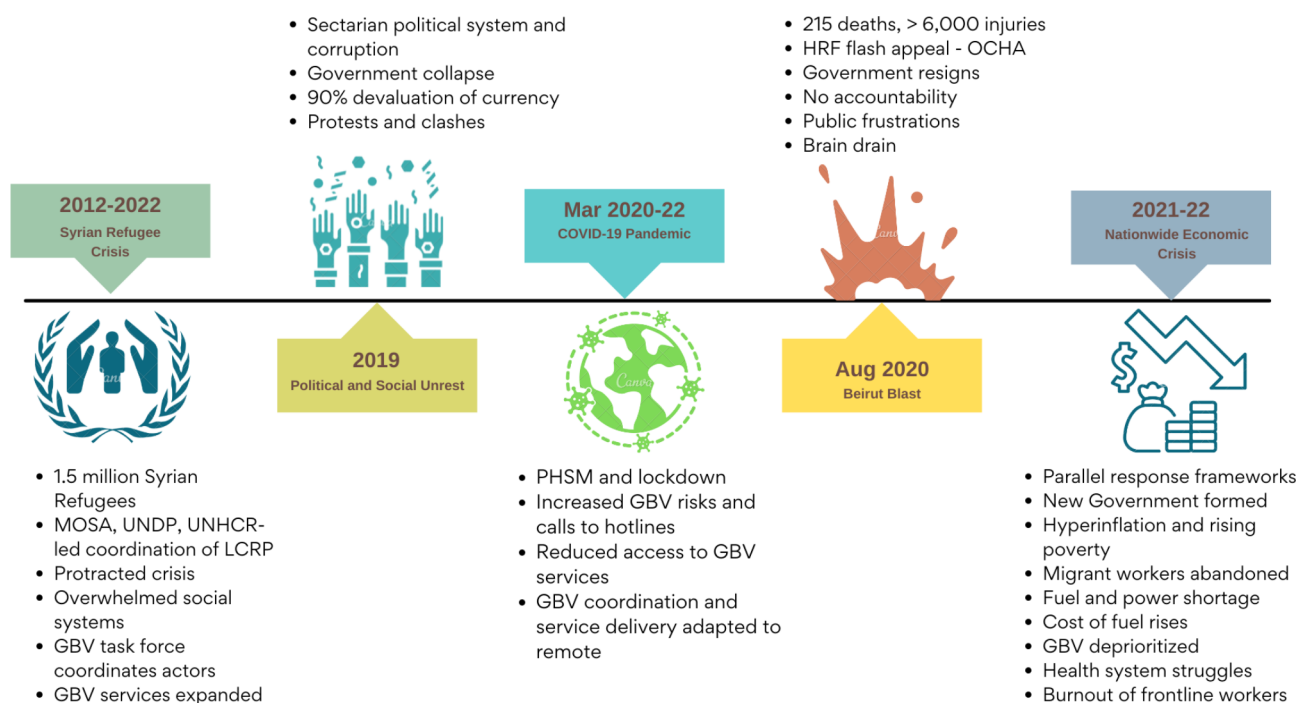 • Sectarian political system and
corruption
• Government collapse
• 90% devaluation of currency
• Protests and clashes
• 215 deaths, > 6,000 injuries
• HRF flash appeal - OCHA
• Government resigns
• No accountability
• Public frustrations
• Brain drain
2012-2022
Syrian Refugee
Crisis
Mar 2020-22
COVID-19 Pandemic
2021-22
Nationwide Economic
Crisis
2019
Political and Social Unrest
Aug 2020
Beirut Blast
Canva
• 1.5 million Syrian
Refugees
• MOSA, UNDP, UNHCR-
led coordination of LCRP
• Protracted crisis
• Overwhelmed social
systems
• GBV task force
coordinates actors
• GBV services expanded
• PHSM and lockdown
• Increased GBV risks and
calls to hotlines
• Reduced access to GBV
services
• GBV coordination and
service delivery adapted to
remote
• Parallel response frameworks
• New Government formed
• Hyperinflation and rising
poverty
• Migrant workers abandoned
• Fuel and power shortage
• Cost of fuel rises
• GBV deprioritized
• Health system struggles
• Burnout of frontline workers